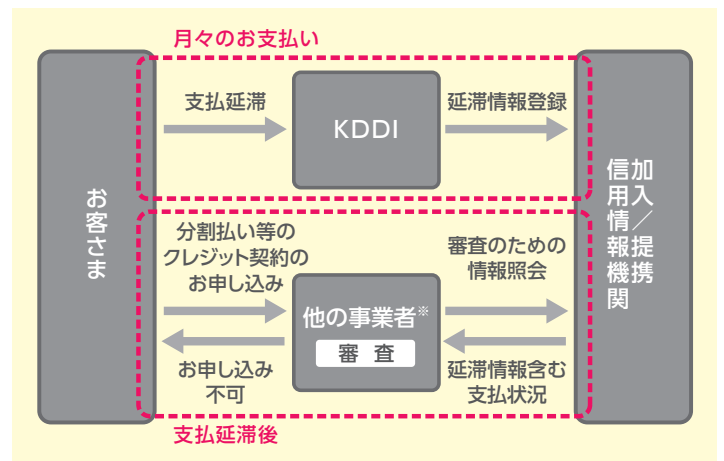 月々のお支払い
お客さま
支払延滞
KDDI
延滞情報登録
加入／提携
信用情報機関
分割払い等の
クレジット契約の
お申し込み
他の事業者※
審 査
審査のための
情報照会
お申し込み
不可
延滞情報含む
支払状況
支払延滞後